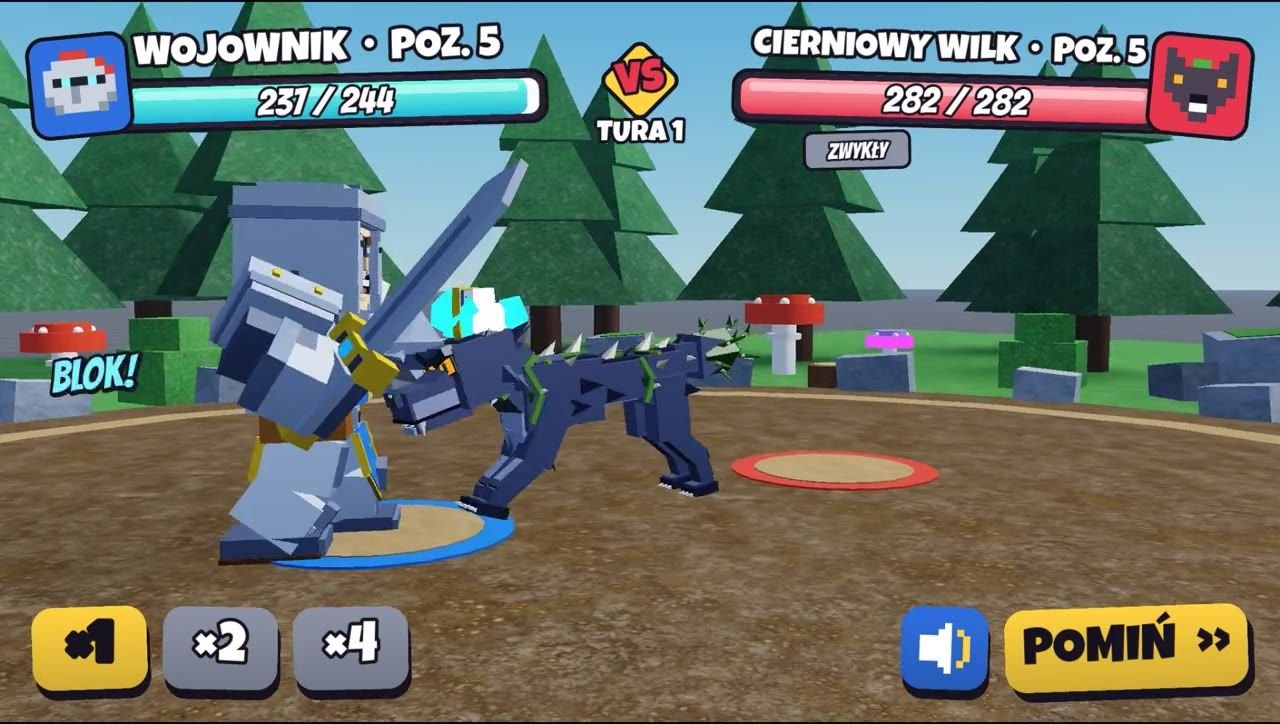 WOJOWNIK • POZ. 5
237 / 244
VS
TURA 1
CIERNIOWY WILK • POZ. 5
282 / 282
ZWYKŁY
BLOK!
×1
×2
×4
POMIŃ »